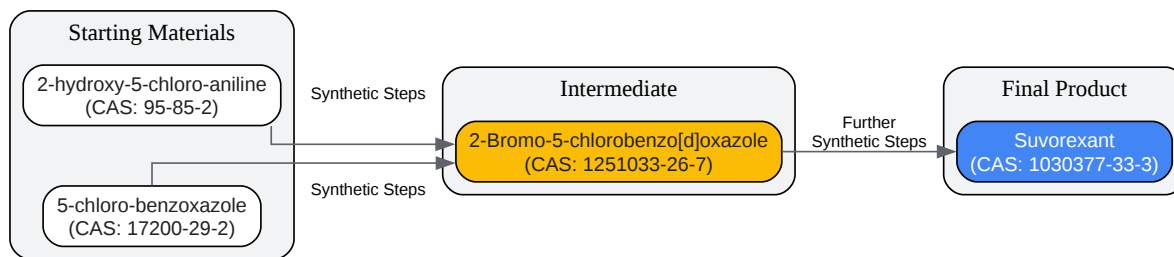 Starting Materials
2-hydroxy-5-chloro-aniline
(CAS: 95-85-2)
5-chloro-benzoxazole
(CAS: 17200-29-2)
Synthetic Steps
Synthetic Steps
Intermediate
2-Bromo-5-chlorobenzo[d]oxazole
(CAS: 1251033-26-7)
Further
Synthetic Steps
Final Product
Suvorexant
(CAS: 1030377-33-3)